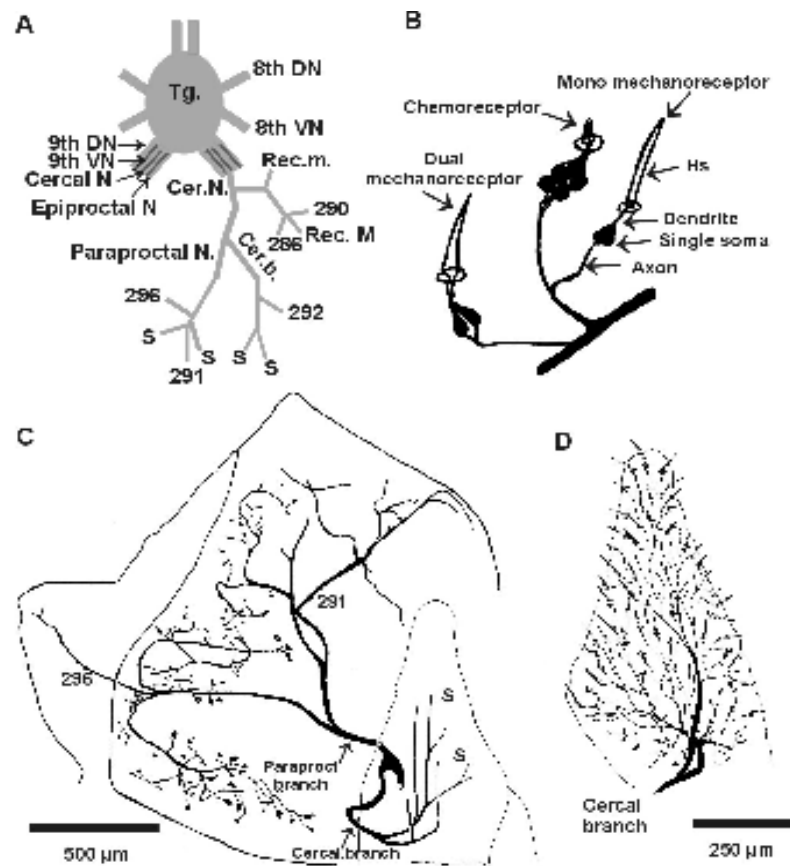 A
8th DN
Tg.
8th VN
9th DN
9th VN
Cercal N
Epiproctal N
Rec.m.
Cer.N.
290
286
Rec. M
Paraproctal N.
Cer.b.
296
292
S
S
S
S
291
B
Mono mechanoreceptor
Chemoreceptor
Dual
mechanoreceptor
Hs
Dendrite
Single soma
Axon
C
291
296
S
S
Paraproct
branch
Cercal branch
500 µm
D
Cercal
branch
250 µm